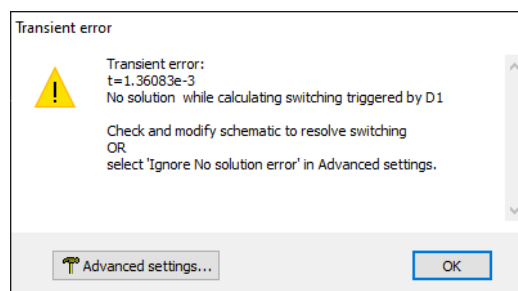 Transient error
Transient error:
t=1.36083e-3
No solution  while calculating switching triggered by D1
Check and modify schematic to resolve switching
OR
select 'Ignore No solution error' in Advanced settings.
Advanced settings...
OK